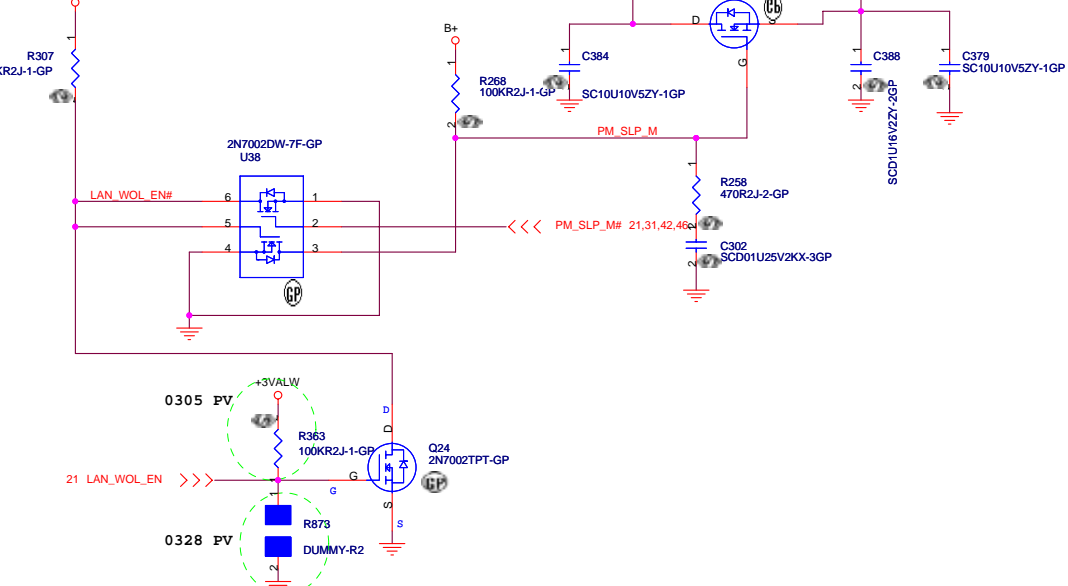 D
S
G
1
R307
KR2J-1-GP
B+
1
R268
100KR2J-1-GP
2
1
C384
SC10U10V5ZY-1GP
1
C388
2
SCD1U16V2ZY-2GP
1
C379
SC10U10V5ZY-1GP
PM_SLP_M
2N7002DW-7F-GP
U38
LAN_WOL_EN#
6
1
5
2
4
3
GP
PM_SLP_M# 21,31,42,46
1
R258
470R2J-2-GP
2
C302
SCD01U25V2KX-3GP
2
+3VALW
0305 PV
R363
100KR2J-1-GP
1
D
D
Q24
2N7002TPT-GP
GP
21 LAN_WOL_EN
G
G
S
S
1
R873
0328 PV
DUMMY-R2
2